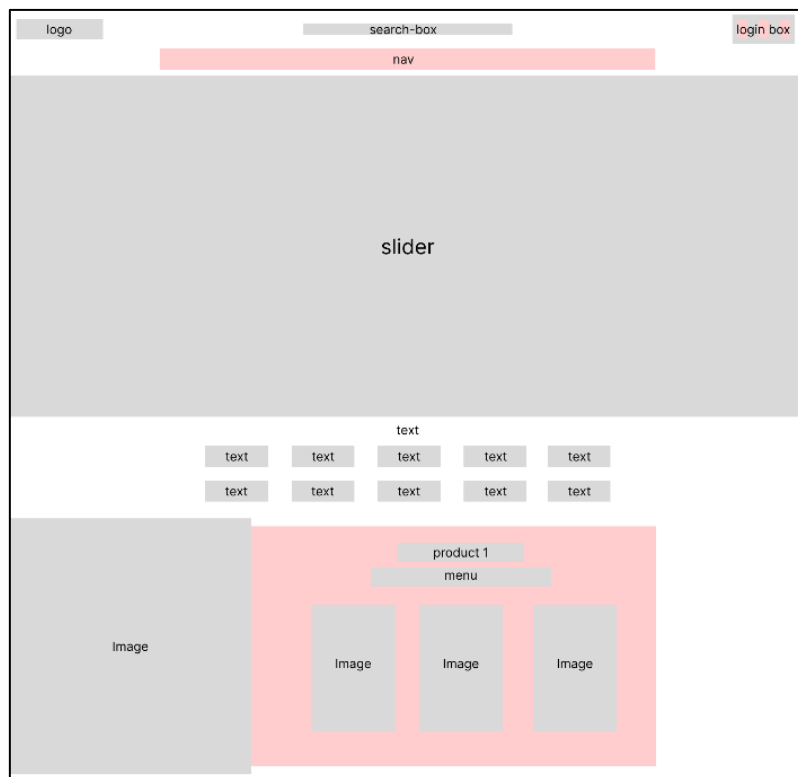 logo
search-box
login box
nav
slider
text
text text text text text
text text text text text
product 1
menu
Image
Image Image Image